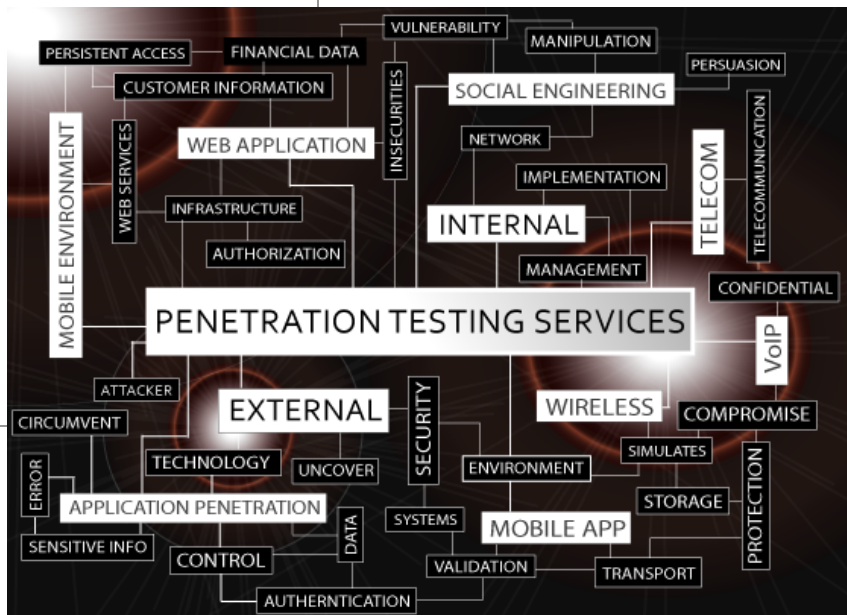 VULNERABILITY
PERSISTENT ACCESS
FINANCIAL DATA
MANIPULATION
PERSUASION
CUSTOMER INFORMATION
SOCIAL ENGINEERING
INSECURITIES
WEB APPLICATION
NETWORK
TELECOMMUNICATION
MOBILE ENVIRONMENT
WEB SERVICES
IMPLEMENTATION
TELECOM
INFRASTRUCTURE
INTERNAL
AUTHORIZATION
MANAGEMENT
CONFIDENTIAL
PENETRATION TESTING SERVICES
VoIP
ATTACKER
EXTERNAL
WIRELESS
CIRCUMVENT
SECURITY
COMPROMISE
TECHNOLOGY
UNCOVER
ENVIRONMENT
SIMULATES
ERROR
APPLICATION PENETRATION
STORAGE
PROTECTION
SYSTEMS
MOBILE APP
DATA
SENSITIVE INFO
CONTROL
VALIDATION
TRANSPORT
AUTHERNTICATION